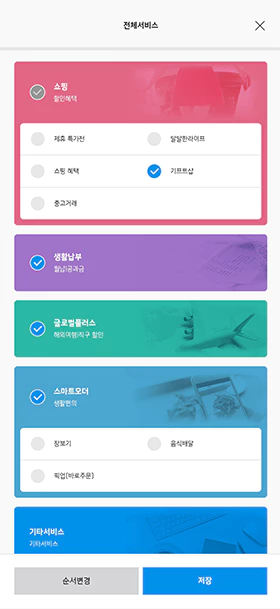 전체서비스
쇼핑
할인혜택
제휴 특가전
달달한라이프
쇼핑 혜택
기프트샵
중고거래
생활납부
월납|공과금
글로벌플러스
해외여행|직구 할인
스마트오더
생활편의
장보기
음식배달
픽업(바로주문)
기타서비스
기타서비스
순서변경
저장